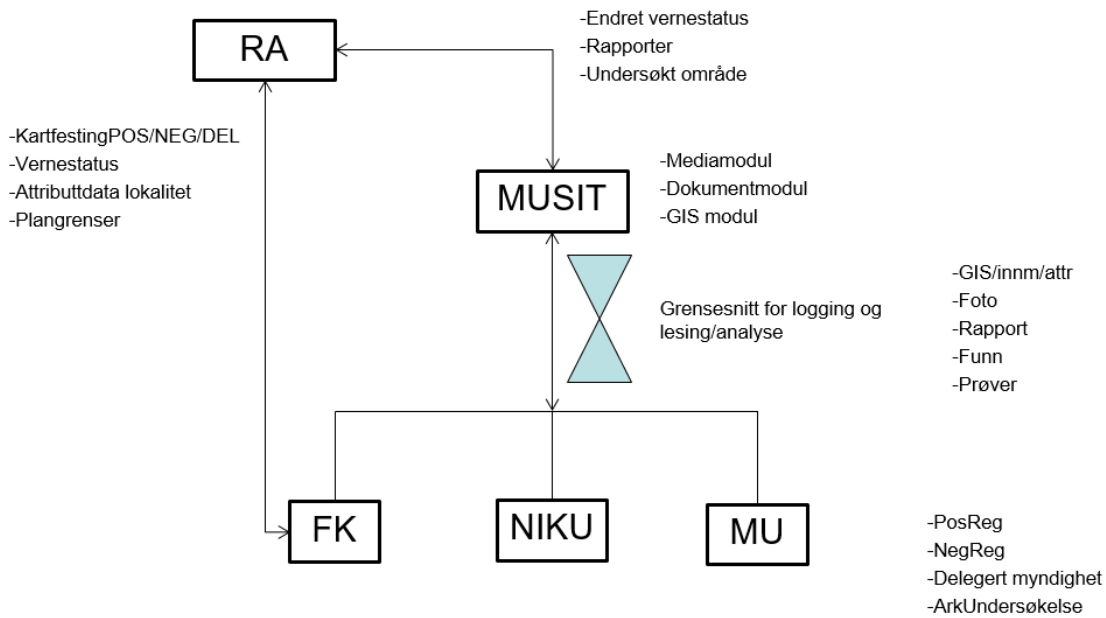 RA
-Endret vernestatus
-Rapporter
-Undersøkt område
-KartfestingPOS/NEG/DEL
-Vernestatus
-Attributtdata lokalitet
-Plangrenser
MUSIT
-Mediamodul
-Dokumentmodul
-GIS modul
Grensesnitt for logging og
lesing/analyse
-GIS/innm/attr
-Foto
-Rapport
-Funn
-Prøver
FK
NIKU
MU
-PosReg
-NegReg
-Delegert myndighet
-ArkUndersøkelse